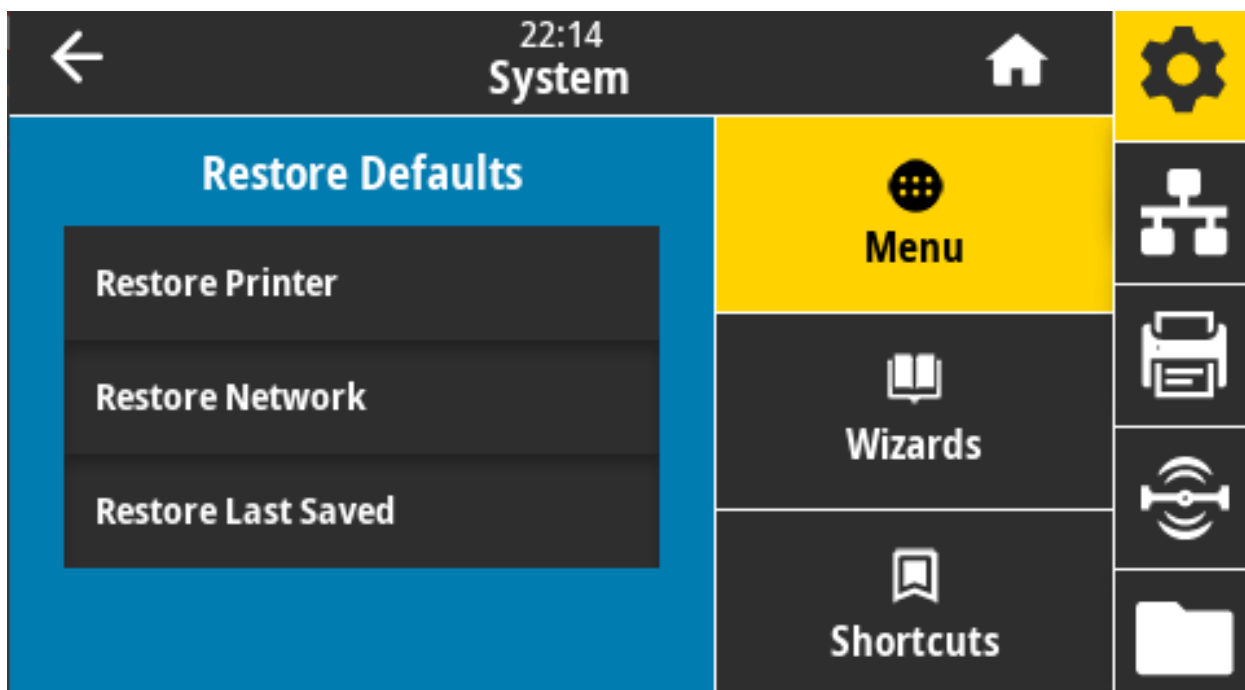 22:14
System
Restore Defaults
Restore Printer
Restore Network
Restore Last Saved
Menu
Wizards
Shortcuts